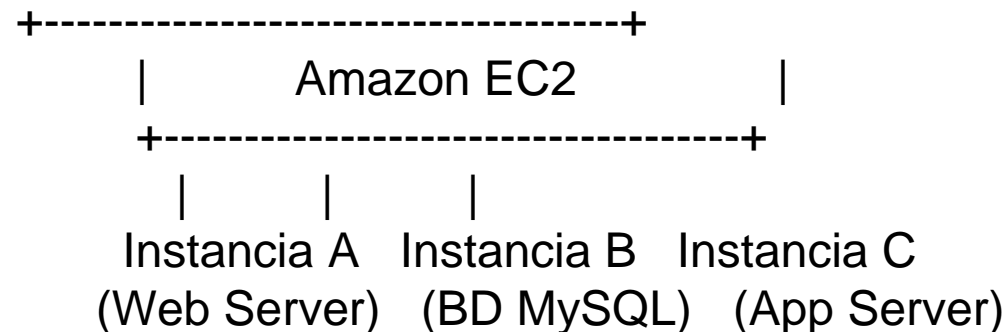 +------------------------------------+
| Amazon EC2 |
+------------------------------------+
| | |
Instancia A Instancia B Instancia C
(Web Server) (BD MySQL) (App Server)